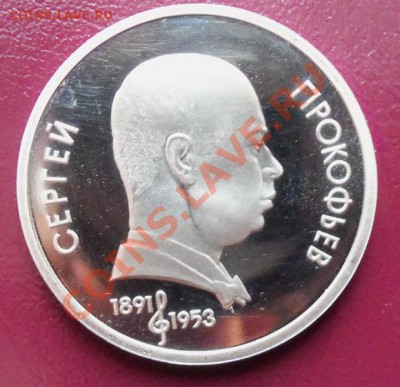 COINS.LAVE.RU
СЕРГЕЙ
ПРОКОФЬЕВ
1891
1953
COINS.LAVE.RU